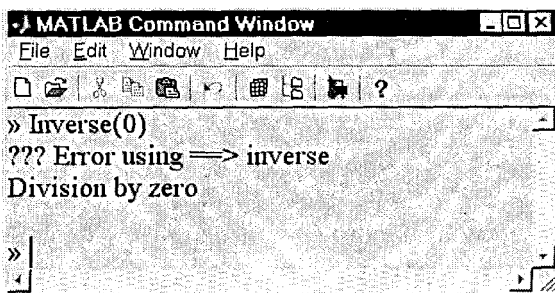 MATLAB Command Window
File Edit Window Help
?
» Inverse(0)
??? Error using ==> inverse
Division by zero
»